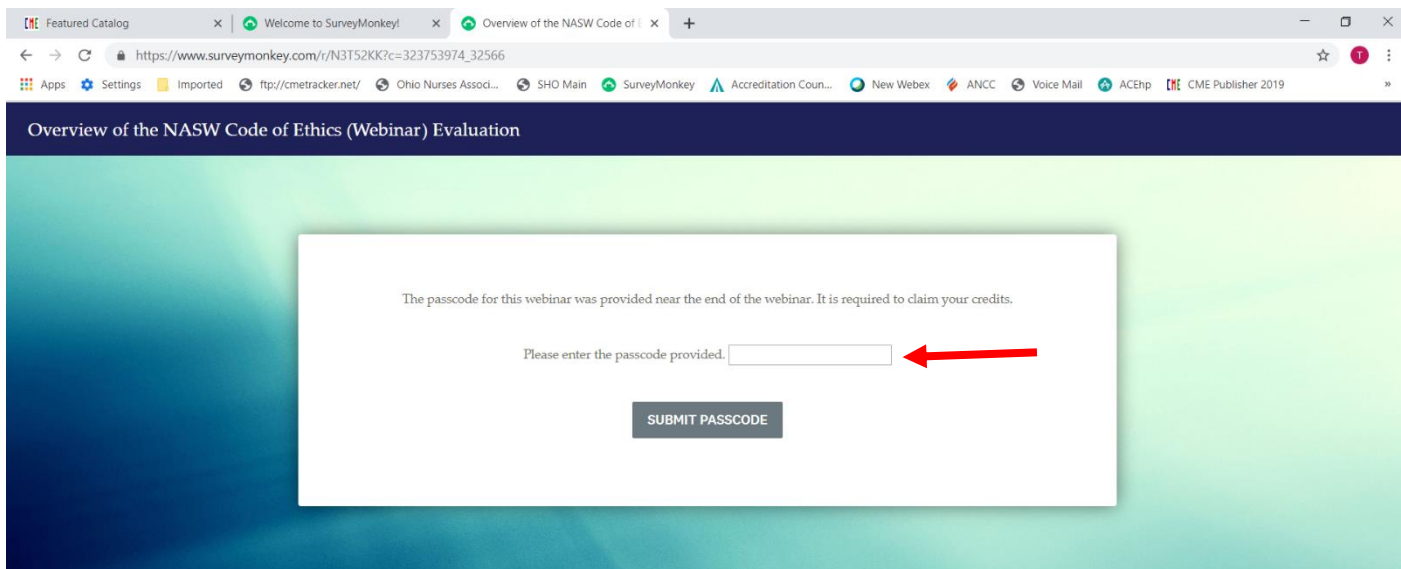 CME Featured Catalog
Welcome to SurveyMonkey!
Overview of the NASW Code of E
https://www.surveymonkey.com/r/N3T52KK?c=323753974_32566
T
Apps Settings Imported ftp://cmetracker.net/ Ohio Nurses Associ... SHO Main SurveyMonkey Accreditation Coun... New Webex ANCC Voice Mail ACEhp CME CME Publisher 2019 »
Overview of the NASW Code of Ethics (Webinar) Evaluation
The passcode for this webinar was provided near the end of the webinar. It is required to claim your credits.
Please enter the passcode provided.
SUBMIT PASSCODE